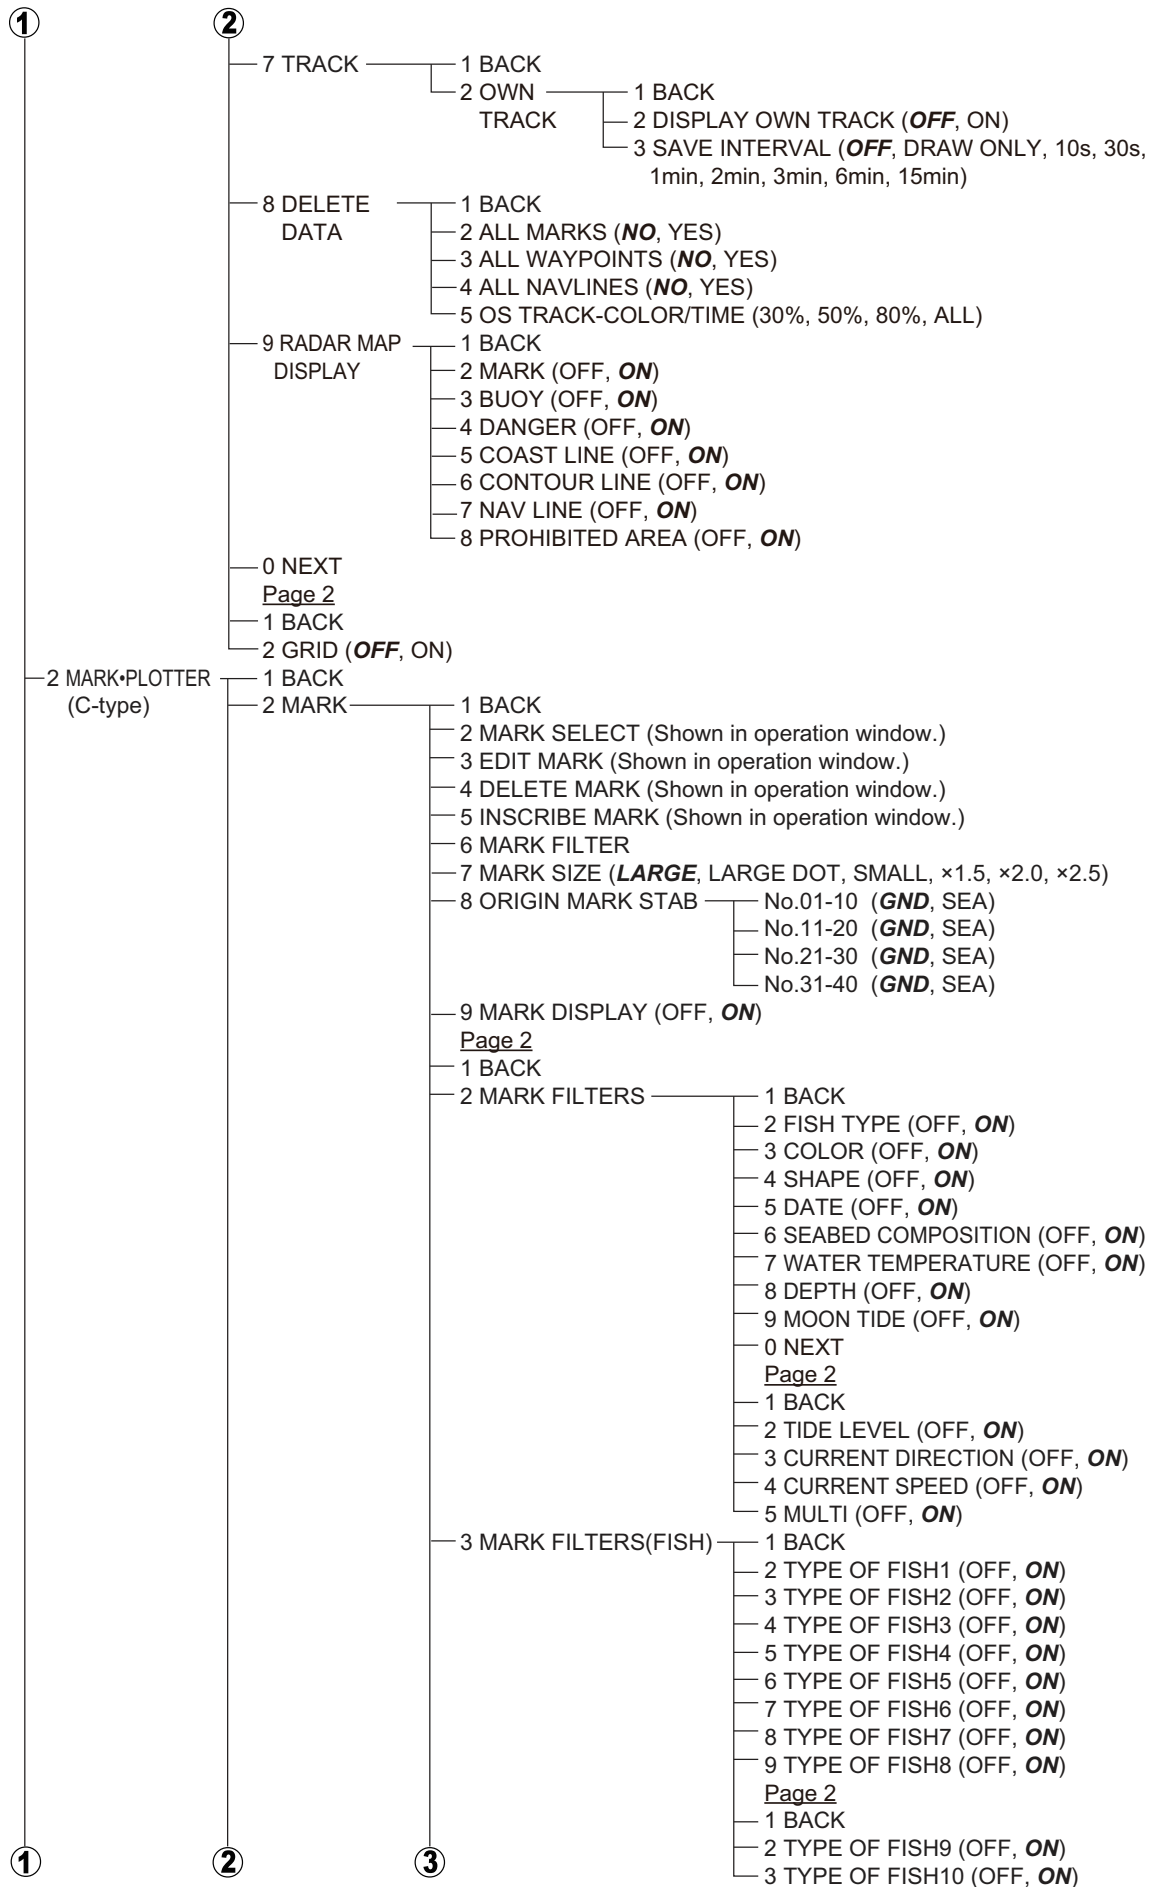 1 2
7 TRACK 1 BACK
2 OWN 1 BACK
TRACK 2 DISPLAY OWN TRACK (OFF, ON)
3 SAVE INTERVAL (OFF, DRAW ONLY, 10s, 30s,
1min, 2min, 3min, 6min, 15min)
8 DELETE 1 BACK
DATA 2 ALL MARKS (NO, YES)
3 ALL WAYPOINTS (NO, YES)
4 ALL NAVLINES (NO, YES)
5 OS TRACK-COLOR/TIME (30%, 50%, 80%, ALL)
9 RADAR MAP 1 BACK
DISPLAY 2 MARK (OFF, ON)
3 BUOY (OFF, ON)
4 DANGER (OFF, ON)
5 COAST LINE (OFF, ON)
6 CONTOUR LINE (OFF, ON)
7 NAV LINE (OFF, ON)
8 PROHIBITED AREA (OFF, ON)
0 NEXT
Page 2
1 BACK
2 GRID (OFF, ON)
2 MARK•PLOTTER 1 BACK
(C-type) 2 MARK 1 BACK
2 MARK SELECT (Shown in operation window.)
3 EDIT MARK (Shown in operation window.)
4 DELETE MARK (Shown in operation window.)
5 INSCRIBE MARK (Shown in operation window.)
6 MARK FILTER
7 MARK SIZE (LARGE, LARGE DOT, SMALL, ×1.5, ×2.0, ×2.5)
8 ORIGIN MARK STAB No.01-10 (GND, SEA)
No.11-20 (GND, SEA)
No.21-30 (GND, SEA)
No.31-40 (GND, SEA)
9 MARK DISPLAY (OFF, ON)
Page 2
1 BACK
2 MARK FILTERS 1 BACK
2 FISH TYPE (OFF, ON)
3 COLOR (OFF, ON)
4 SHAPE (OFF, ON)
5 DATE (OFF, ON)
6 SEABED COMPOSITION (OFF, ON)
7 WATER TEMPERATURE (OFF, ON)
8 DEPTH (OFF, ON)
9 MOON TIDE (OFF, ON)
0 NEXT
Page 2
1 BACK
2 TIDE LEVEL (OFF, ON)
3 CURRENT DIRECTION (OFF, ON)
4 CURRENT SPEED (OFF, ON)
5 MULTI (OFF, ON)
3 MARK FILTERS(FISH) 1 BACK
2 TYPE OF FISH1 (OFF, ON)
3 TYPE OF FISH2 (OFF, ON)
4 TYPE OF FISH3 (OFF, ON)
5 TYPE OF FISH4 (OFF, ON)
6 TYPE OF FISH5 (OFF, ON)
7 TYPE OF FISH6 (OFF, ON)
8 TYPE OF FISH7 (OFF, ON)
9 TYPE OF FISH8 (OFF, ON)
Page 2
1 BACK
2 TYPE OF FISH9 (OFF, ON)
3 TYPE OF FISH10 (OFF, ON)
1 2 3